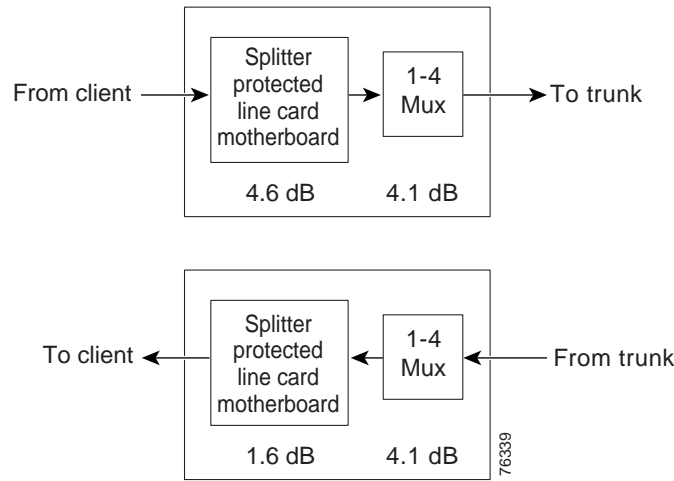 From client
Splitter
protected
line card
motherboard
1-4
Mux
To trunk
4.6 dB
4.1 dB
To client
Splitter
protected
line card
motherboard
1-4
Mux
From trunk
1.6 dB
4.1 dB
76339